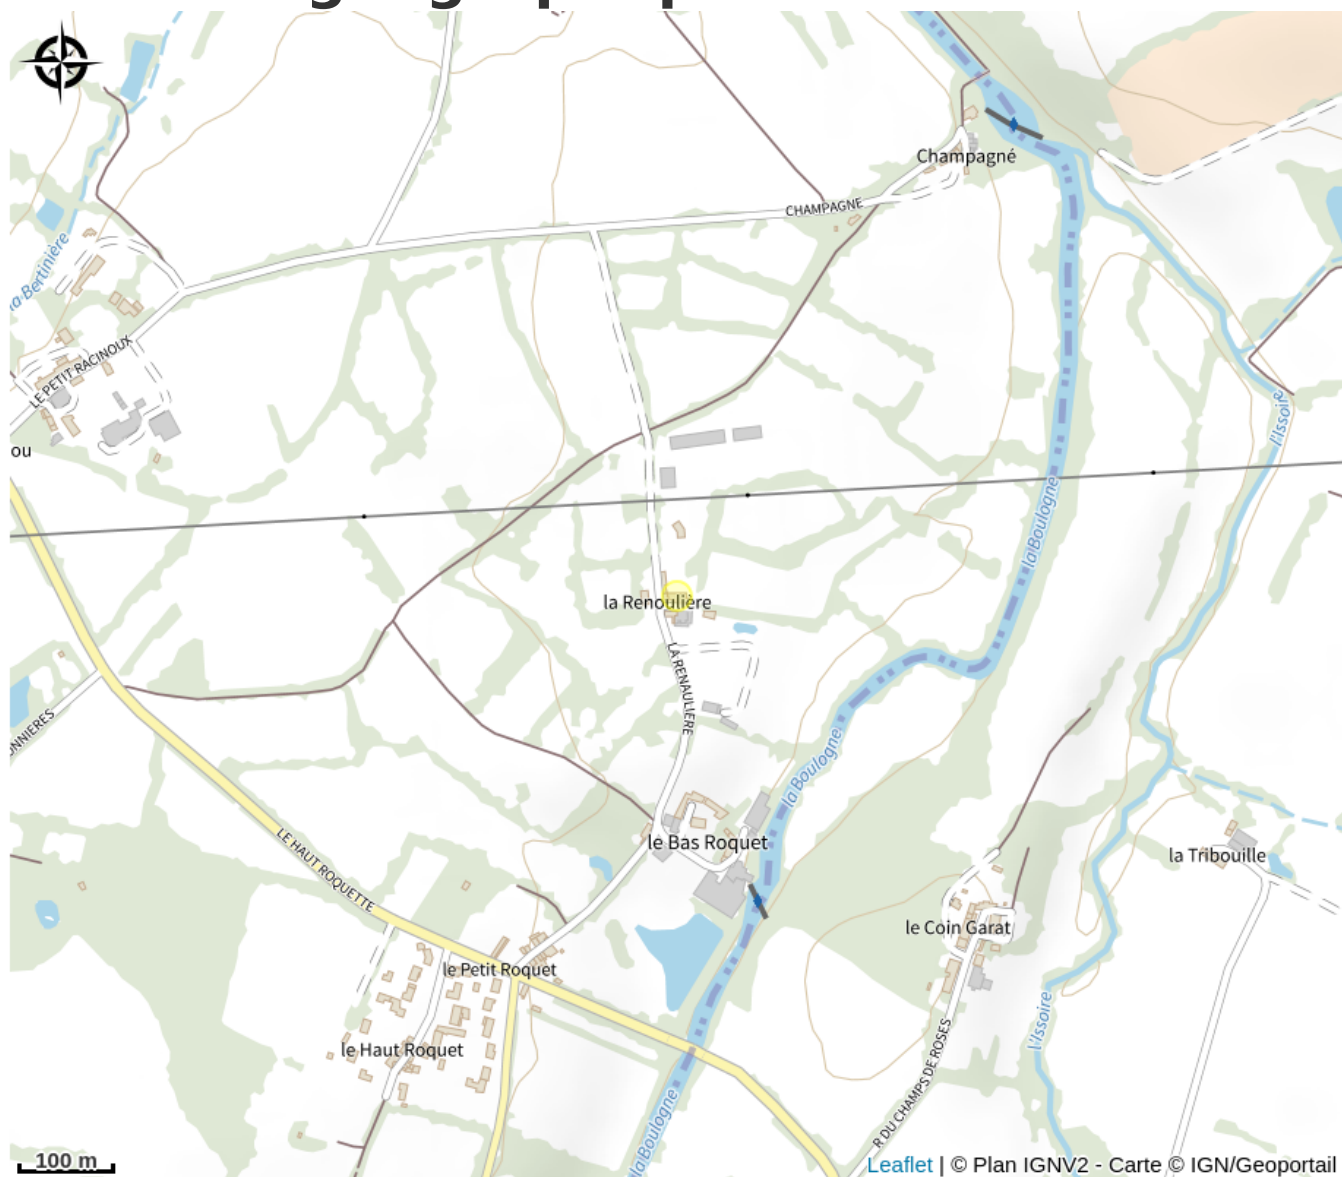 Champagné
CHAMPAGNE
la Bertinière
LE PETIT RACINOUX
ou
l'Issoire
la Boulogne
la Renoulière
LA RENAULIERE
ONNIERES
la Boulogne
le Bas Roquet
LE HAUT ROQUETTE
la Tribouille
le Coin Garat
le Petit Roquet
l'Issoire
le Haut Roquet
R DU CHAMPS DE ROSES
la Boulogne
100 m
Leaflet | © Plan IGNV2 - Carte © IGN/Geoportail